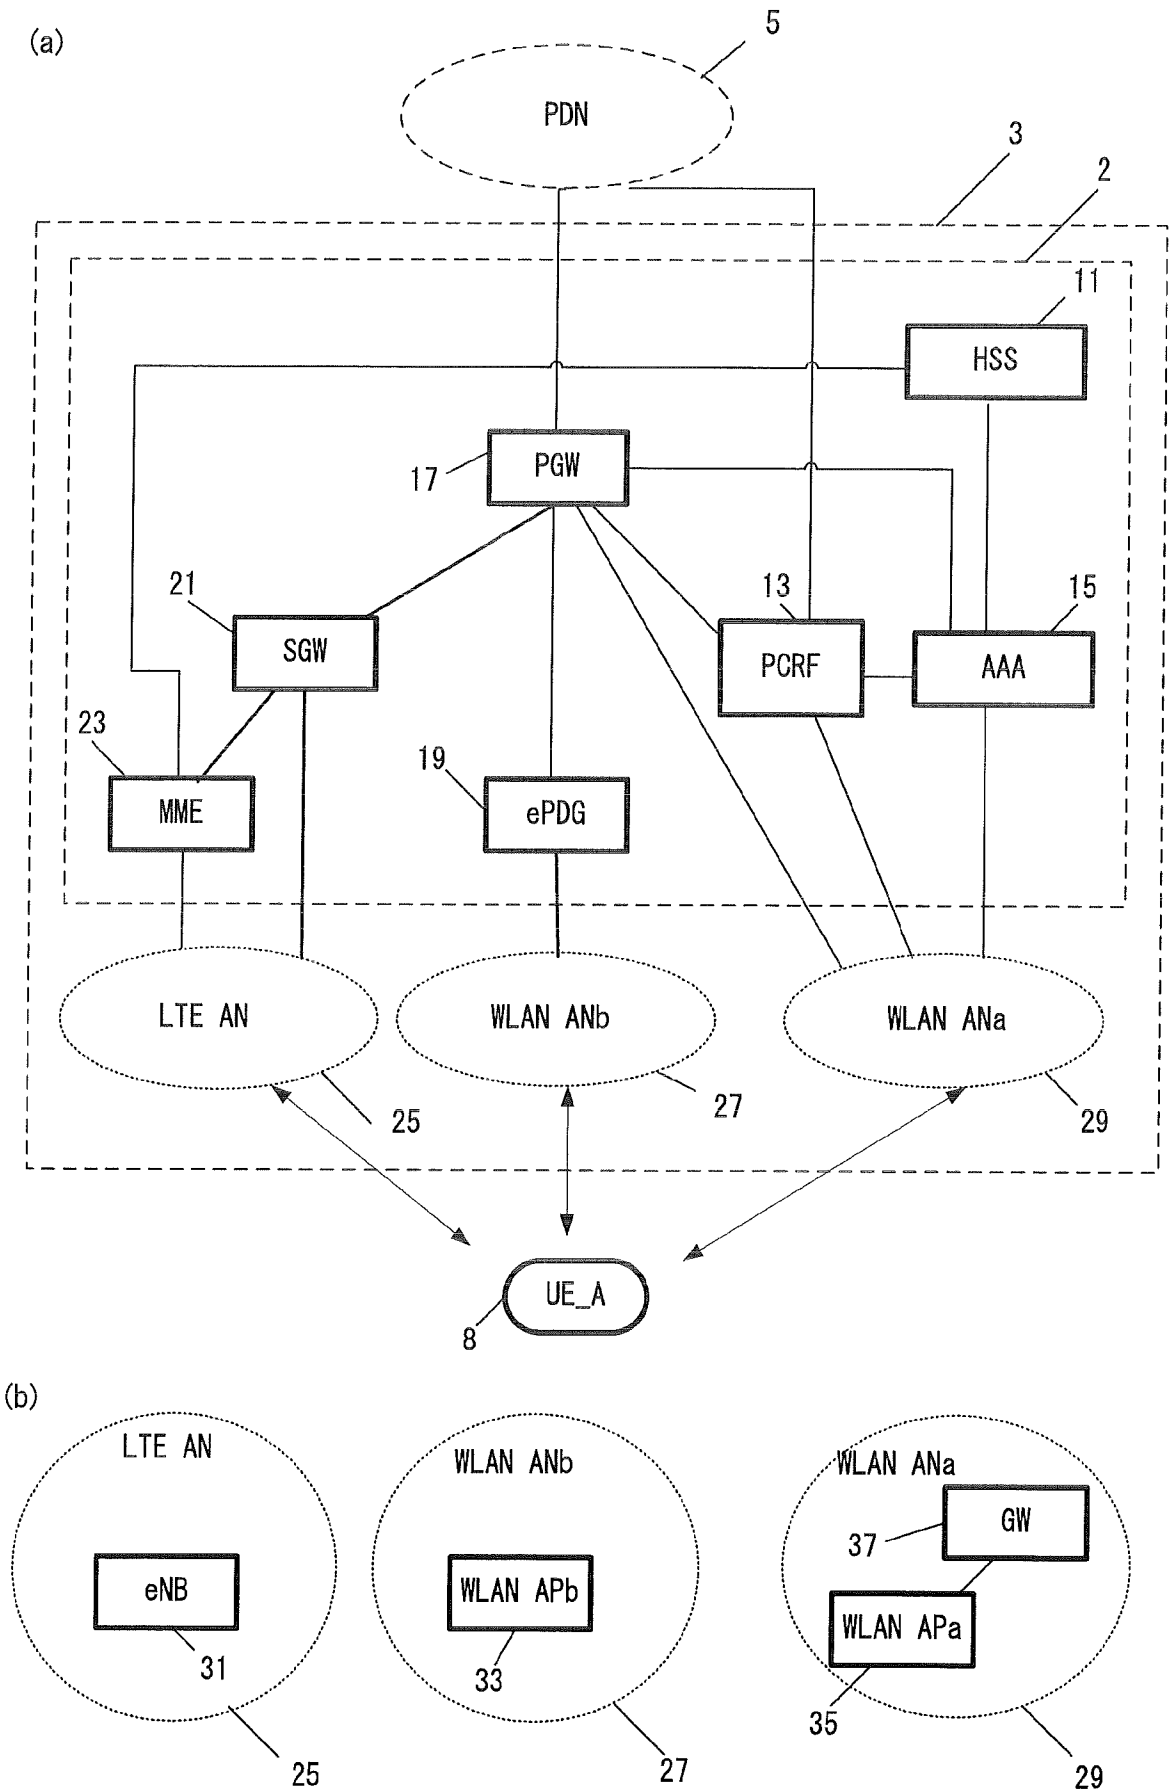 (a)
5
PDN
3
2
11
HSS
PGW
17
21
13
15
SGW
PCRF
AAA
23
19
MME
ePDG
LTE AN
WLAN ANb
WLAN ANa
25
27
29
UE_A
8
(b)
LTE AN
WLAN ANb
WLAN ANa
GW
37
eNB
WLAN APb
WLAN APa
31
33
35
25
27
29